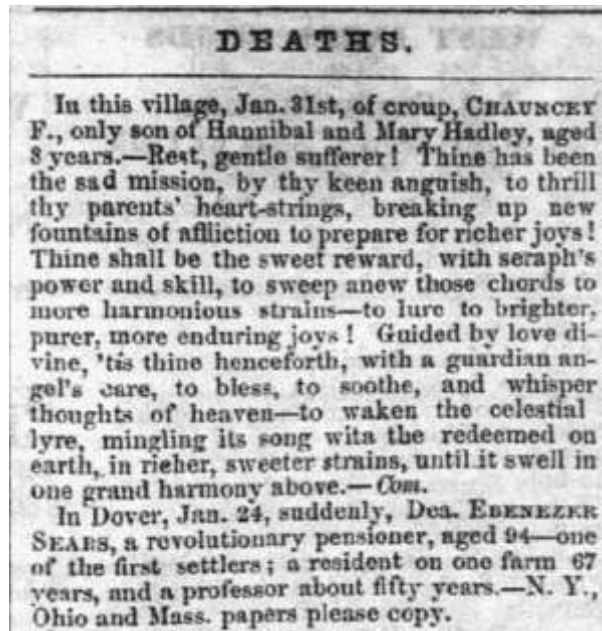 DEATHS.
In this village, Jan. 31st, of croup, CHAUNCEY
F., only son of Hannibal and Mary Hadley, aged
8 years.—Rest, gentle sufferer! Thine has been
the sad mission, by thy keen anguish, to thrill
thy parents' heart-strings, breaking up new
fountains of affliction to prepare for richer joys!
Thine shall be the sweet reward, with seraph's
power and skill, to sweep anew those chords to
more harmonious strains—to lure to brighter,
purer, more enduring joys! Guided by love di-
vine, 'tis thine henceforth, with a guardian an-
gel's care, to bless, to soothe, and whisper
thoughts of heaven—to waken the celestial
lyre, mingling its song wita the redeemed on
earth, in richer, sweeter strains, until it swell in
one grand harmony above.—Com.
In Dover, Jan. 24, suddenly, Dea. EBENEZER
SEARS, a revolutionary pensioner, aged 94—one
of the first settlers; a resident on one farm 67
years, and a professor about fifty years.—N. Y.,
Ohio and Mass. papers please copy.